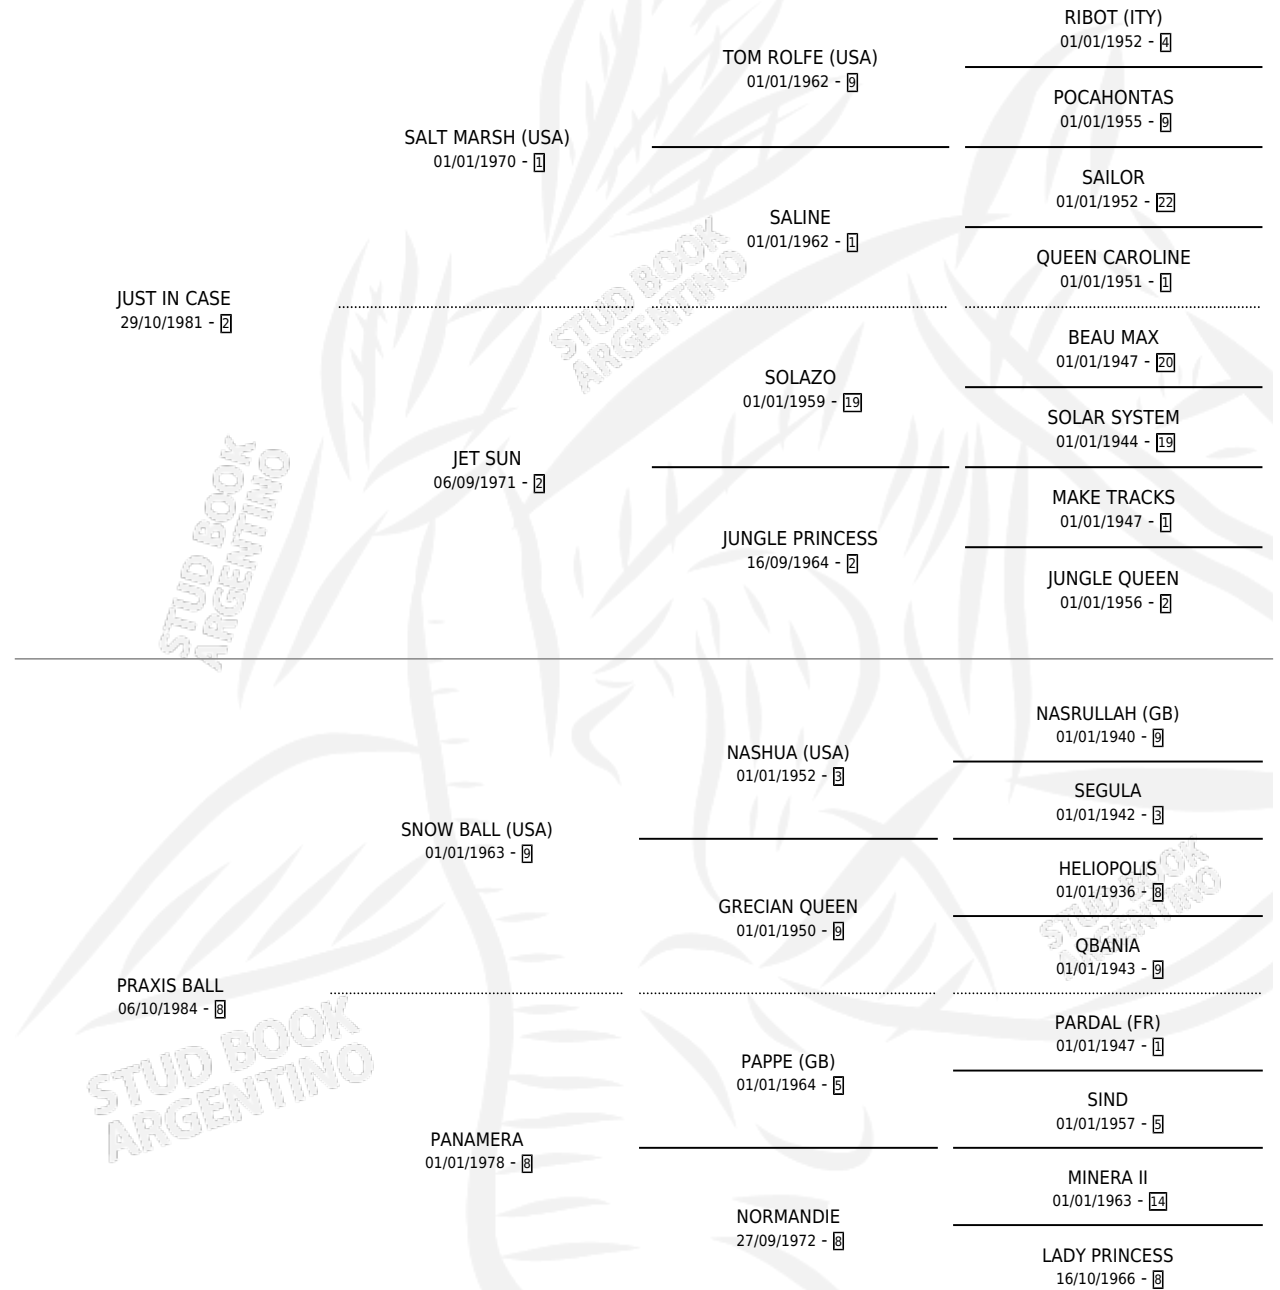 RIBOT (ITY)
01/01/1952 - 4
TOM ROLFE (USA)
01/01/1962 - 9
POCAHONTAS
01/01/1955 - 9
SALT MARSH (USA)
01/01/1970 - 1
SAILOR
01/01/1952 - 22
SALINE
01/01/1962 - 1
QUEEN CAROLINE
01/01/1951 - 1
JUST IN CASE
29/10/1981 - 2
BEAU MAX
01/01/1947 - 20
SOLAZO
01/01/1959 - 19
SOLAR SYSTEM
01/01/1944 - 19
JET SUN
06/09/1971 - 2
MAKE TRACKS
01/01/1947 - 1
JUNGLE PRINCESS
16/09/1964 - 2
JUNGLE QUEEN
01/01/1956 - 2
NASRULLAH (GB)
01/01/1940 - 9
NASHUA (USA)
01/01/1952 - 3
SEGULA
01/01/1942 - 3
SNOW BALL (USA)
01/01/1963 - 9
HELIOPOLIS
01/01/1936 - 8
GRECIAN QUEEN
01/01/1950 - 9
QBANIA
01/01/1943 - 9
PRAXIS BALL
06/10/1984 - 8
PARDAL (FR)
01/01/1947 - 1
PAPPE (GB)
01/01/1964 - 5
SIND
01/01/1957 - 5
PANAMERA
01/01/1978 - 8
MINERA II
01/01/1963 - 14
NORMANDIE
27/09/1972 - 8
LADY PRINCESS
16/10/1966 - 8
STUD BOOK
ARGENTINO
STUD BOOK
ARGENTINO
STUD BOOK
ARGENTINO
STUD BOOK
ARGENTINO